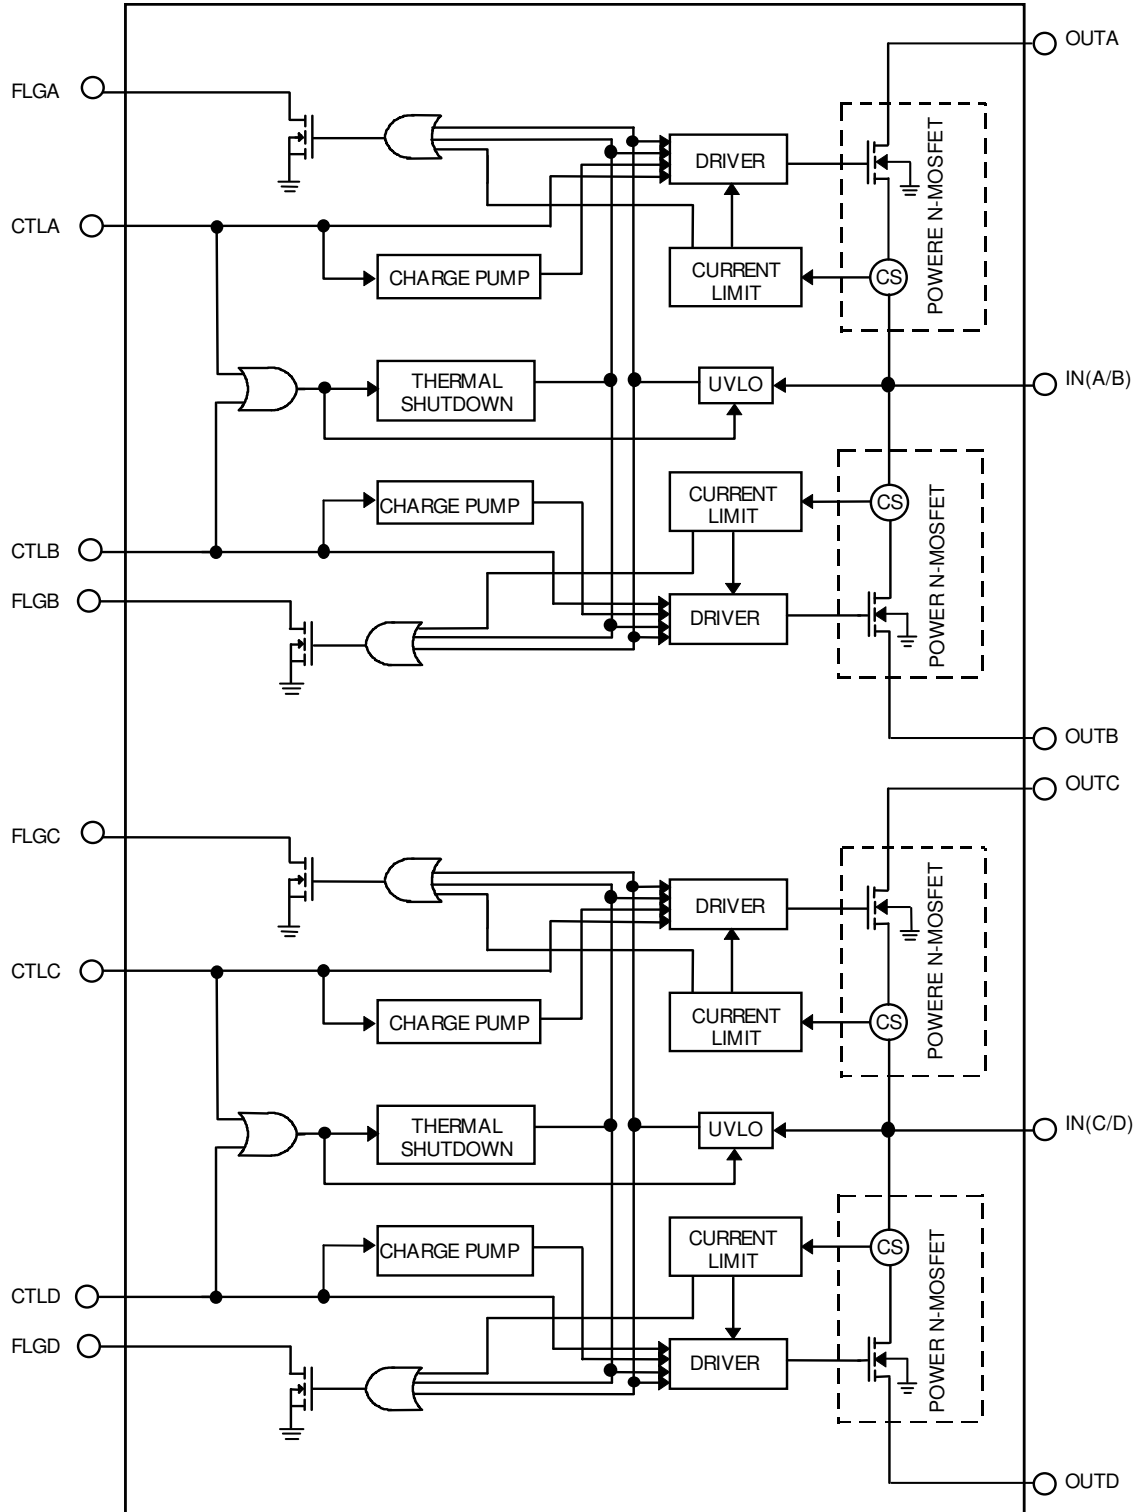 OUTA
FLGA
DRIVER
POWERE N-MOSFET
CTLA
CHARGE PUMP
CURRENT
LIMIT
CS
THERMAL
SHUTDOWN
UVLO
IN(A/B)
CHARGE PUMP
CURRENT
LIMIT
CS
POWER N-MOSFET
CTLB
FLGB
DRIVER
OUTB
OUTC
FLGC
DRIVER
POWERE N-MOSFET
CTLC
CHARGE PUMP
CURRENT
LIMIT
CS
THERMAL
SHUTDOWN
UVLO
IN(C/D)
CHARGE PUMP
CURRENT
LIMIT
CS
POWER N-MOSFET
CTLD
FLGD
DRIVER
OUTD